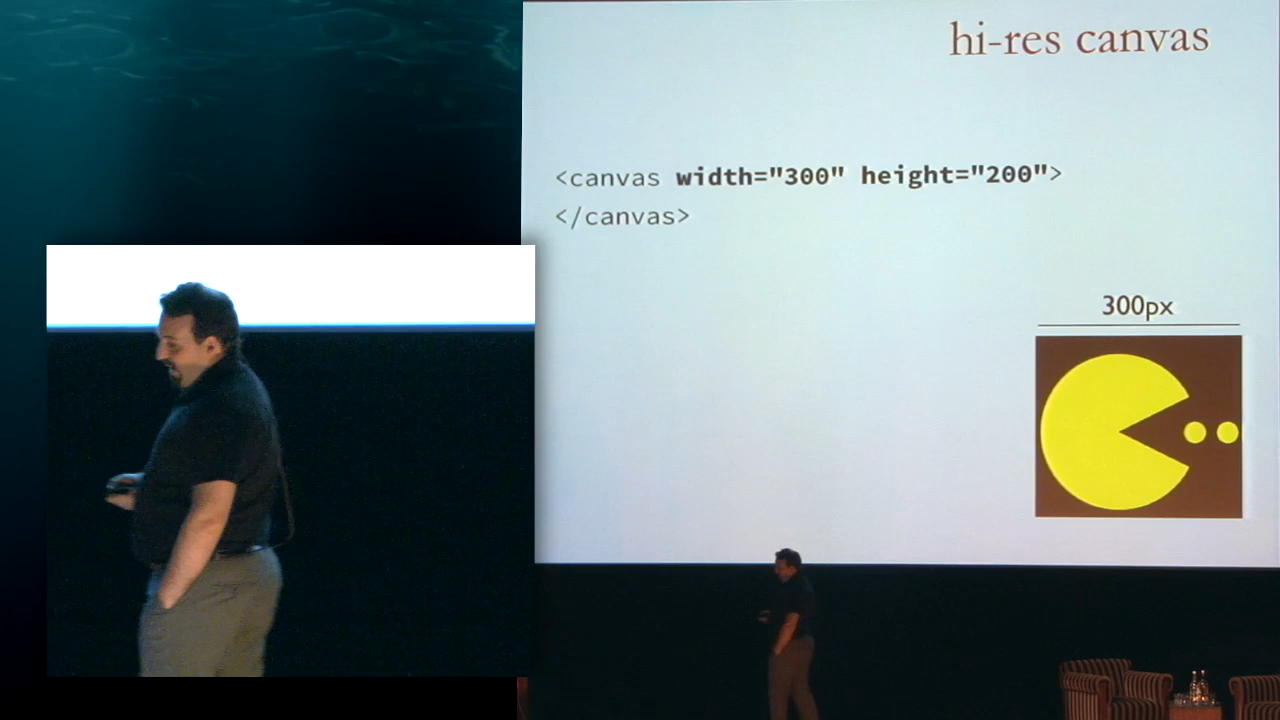 hi-res canvas
<canvas width="300" height="200">
</canvas>
300px